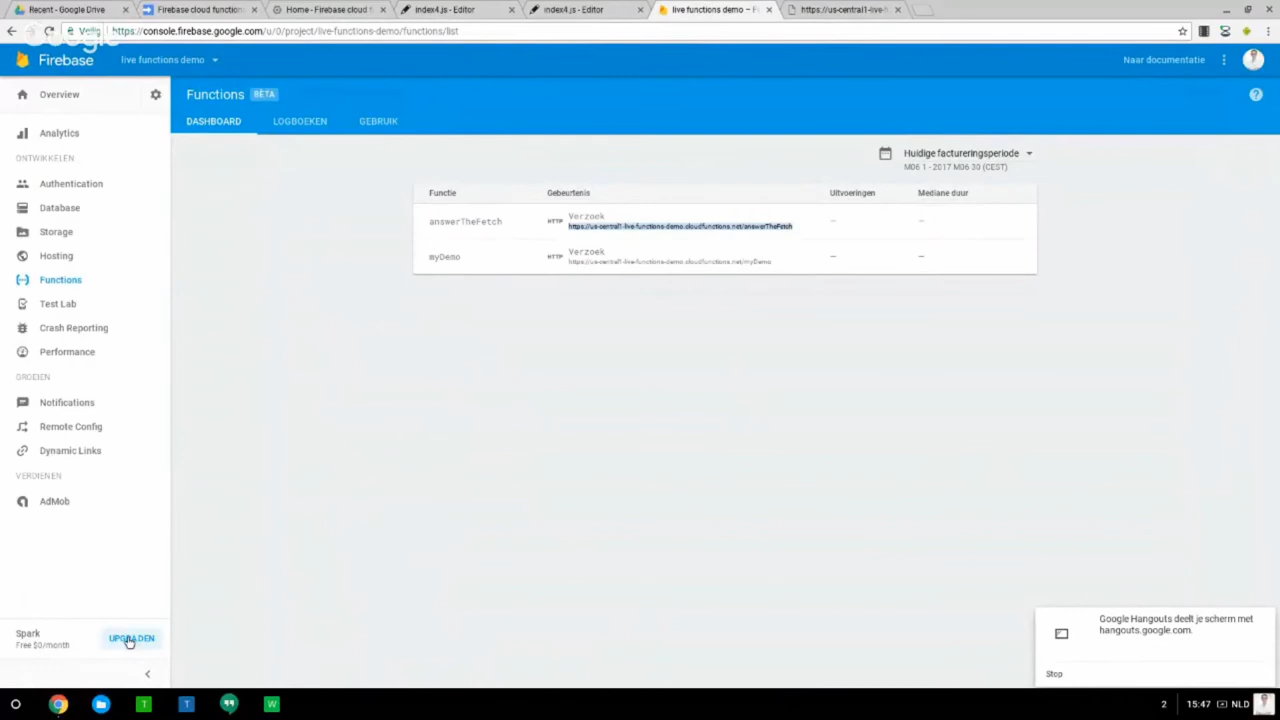 Recent - Google Drive
Firebase cloud function
Home - Firebase cloud f
index4.js - Editor
index4.js - Editor
live functions demo – F
https://us-central1-live-f
Veilig
https://console.firebase.google.com/u/0/project/live-functions-demo/functions/list
Google
Firebase
live functions demo
Naar documentatie
Overview
Functions BÈTA
DASHBOARD
LOGBOEKEN
GEBRUIK
Analytics
ONTWIKKELEN
Authentication
Database
Storage
Hosting
Functions
Test Lab
Crash Reporting
Performance
GROEIEN
Notifications
Remote Config
Dynamic Links
VERDIENEN
AdMob
Huidige factureringsperiode
M06 1 - 2017 M06 30 (CEST)
Functie
Gebeurtenis
Uitvoeringen
Mediane duur
answerTheFetch
HTTP
Verzoek
https://us-central1-live-functions-demo.cloudfunctions.net/answerTheFetch
–
–
myDemo
HTTP
Verzoek
https://us-central1-live-functions-demo.cloudfunctions.net/myDemo
–
–
Spark
Free $0/month
UPGRADEN
Google Hangouts deelt je scherm met
hangouts.google.com.
Stop
T
T
W
2
15:47
NLD